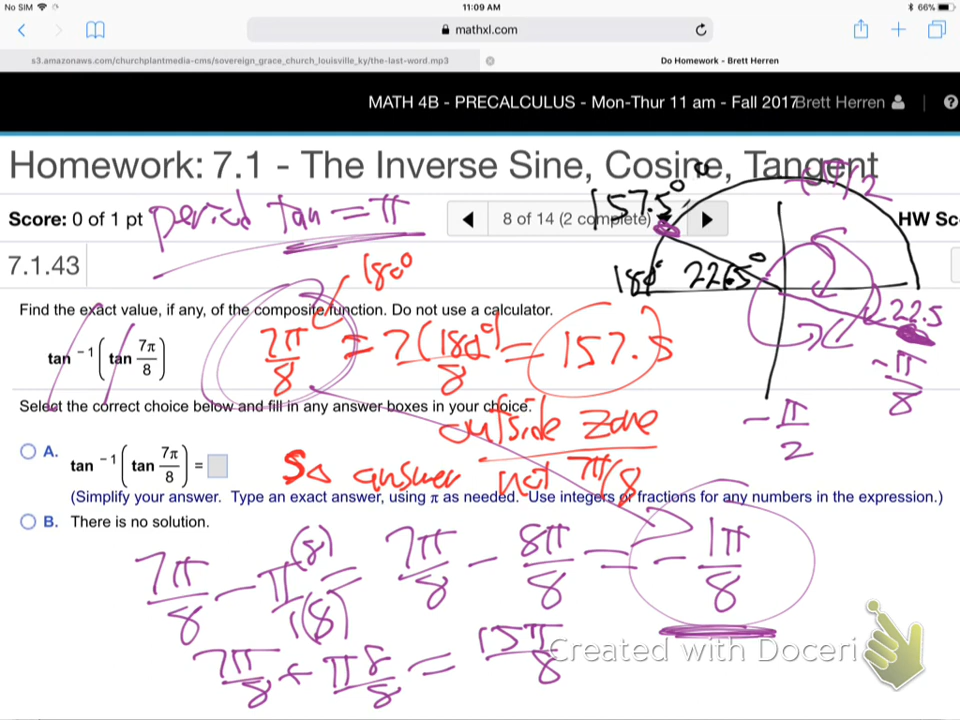 No SIM 11:09 AM 66%
mathxl.com
s3.amazonaws.com/churchplantmedia-cms/sovereign_grace_church_louisville_ky/the-last-word.mp3 Do Homework - Brett Herren
MATH 4B - PRECALCULUS - Mon-Thur 11 am - Fall 2017 Brett Herren ?
Homework: 7.1 - The Inverse Sine, Cosine, Tangent
Score: 0 of 1 pt period tan = π 8 of 14 (2 complete) 157.5° π/2 HW Sc
7.1.43
180° 180° 22.5° 22.5
Find the exact value, if any, of the composite function. Do not use a calculator.
tan⁻¹(tan 7π/8) 7π/8 = 7(180°)/8 = 157.5 -π/8
Select the correct choice below and fill in any answer boxes in your choice.
outside zone -π/2
A. tan⁻¹(tan 7π/8) = So answer not 7π/8
(Simplify your answer. Type an exact answer, using π as needed. Use integers or fractions for any numbers in the expression.)
B. There is no solution.
7π/8 - π(8)/1(8) = 7π/8 - 8π/8 = -1π/8
7π/8 + π8/8 = 15π/8
Created with Doceri